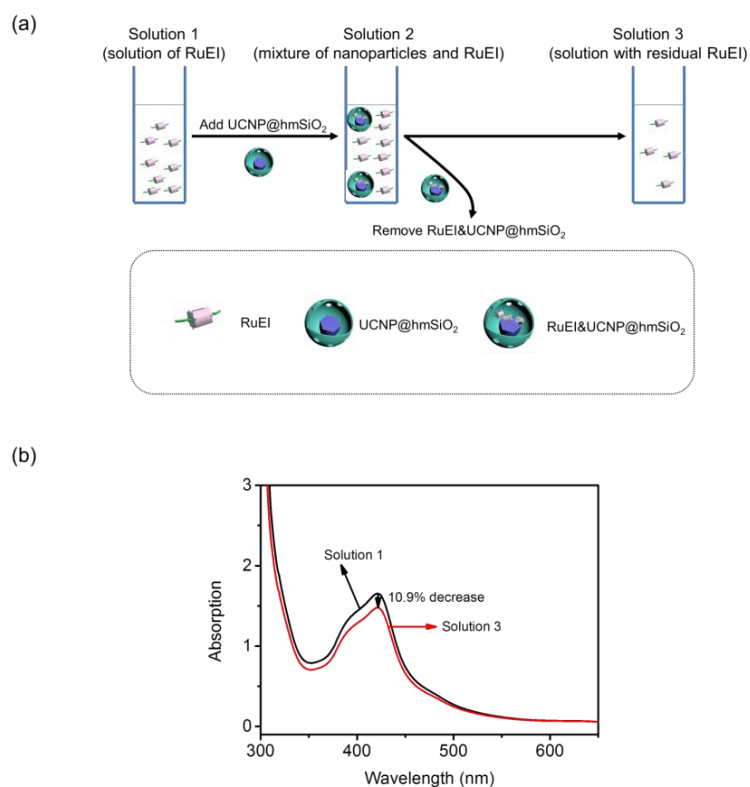 (a)
Solution 1
(solution of RuEI)
Solution 2
(mixture of nanoparticles and RuEI)
Solution 3
(solution with residual RuEI)
Add UCNP@hmSiO₂
Remove RuEI&UCNP@hmSiO₂
RuEI
UCNP@hmSiO₂
RuEI&UCNP@hmSiO₂
(b)
3
2
1
0
Absorption
Solution 1
10.9% decrease
Solution 3
300
400
500
600
Wavelength (nm)